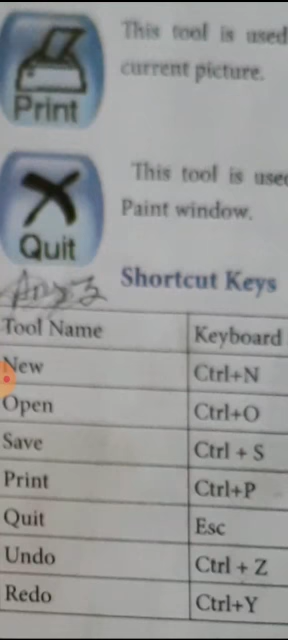 This tool is used
current picture.
Print
This tool is used
Paint window.
Quit
Shortcut Keys
Tool Name Keyboard
New Ctrl+N
Open Ctrl+O
Save Ctrl + S
Print Ctrl+P
Quit Esc
Undo Ctrl + Z
Redo Ctrl+Y